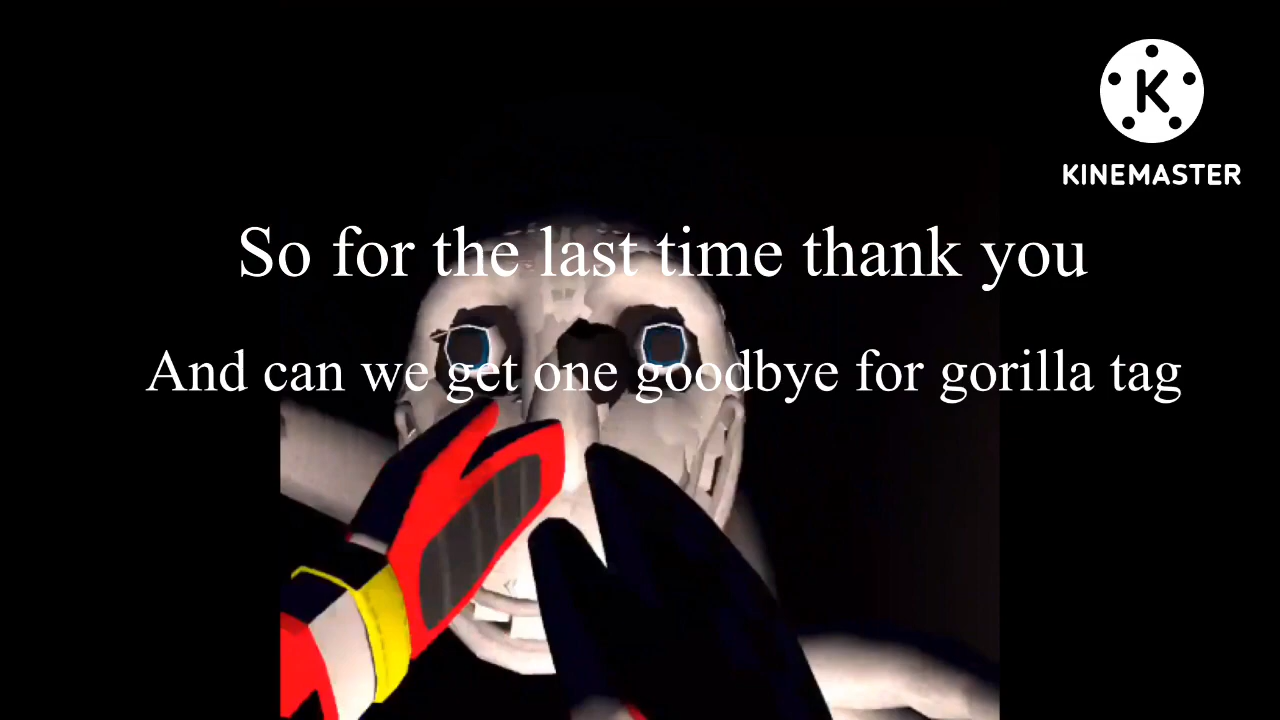 K
KINEMASTER
So for the last time thank you
And can we get one goodbye for gorilla tag